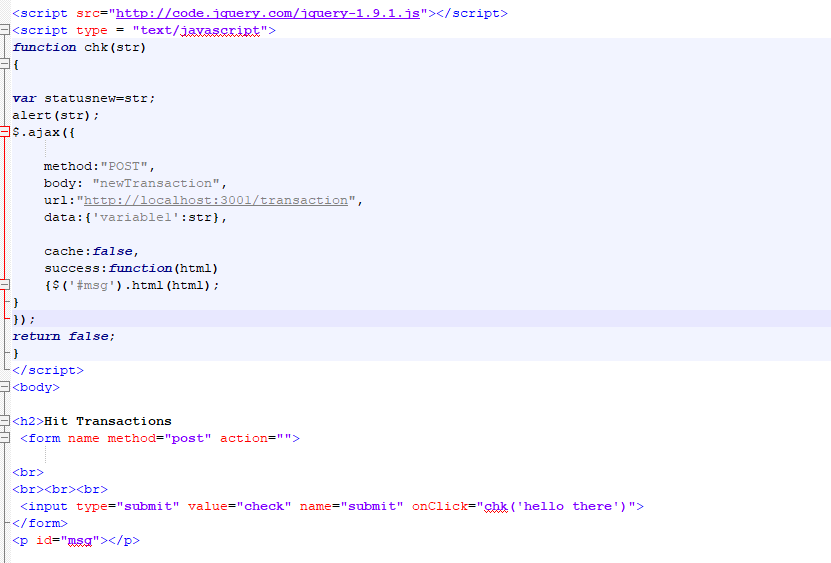 <script src="http://code.jquery.com/jquery-1.9.1.js"></script>
<script type = "text/javascript">
function chk(str)
{
var statusnew=str;
alert(str);
$.ajax({
method:"POST",
body: "newTransaction",
url:"http://localhost:3001/transaction",
data:{'variable1':str},
cache:false,
success:function(html)
{$('#msg').html(html);
}
});
return false;
}
</script>
<body>
<h2>Hit Transactions
<form name method="post" action="">
<br>
<br><br><br>
<input type="submit" value="check" name="submit" onClick="chk('hello there')">
</form>
<p id="msg"></p>